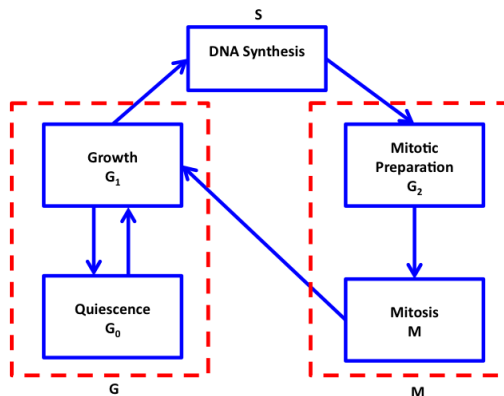 S
DNA Synthesis
Growth
G₁
Mitotic
Preparation
G₂
Quiescence
G₀
Mitosis
M
G
M